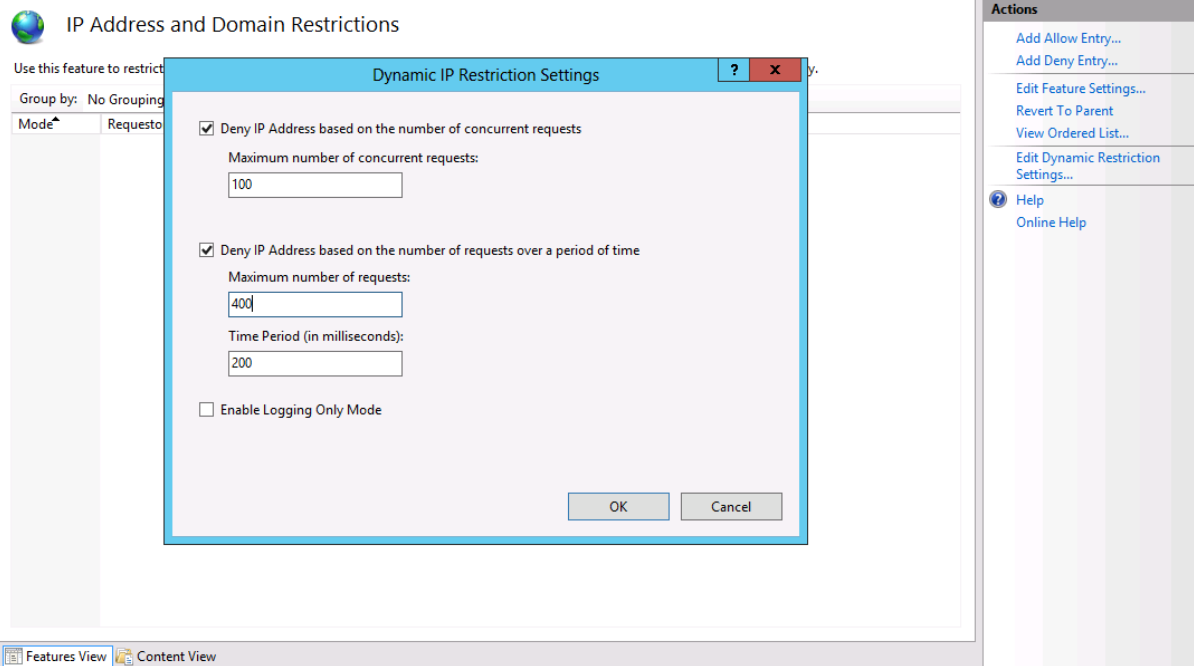 IP Address and Domain Restrictions
Use this feature to restrict
y.
Group by: No Grouping
Mode Requesto
Dynamic IP Restriction Settings
? x
Deny IP Address based on the number of concurrent requests
Maximum number of concurrent requests:
100
Deny IP Address based on the number of requests over a period of time
Maximum number of requests:
400
Time Period (in milliseconds):
200
Enable Logging Only Mode
OK Cancel
Actions
Add Allow Entry...
Add Deny Entry...
Edit Feature Settings...
Revert To Parent
View Ordered List...
Edit Dynamic Restriction
Settings...
? Help
Online Help
Features View Content View